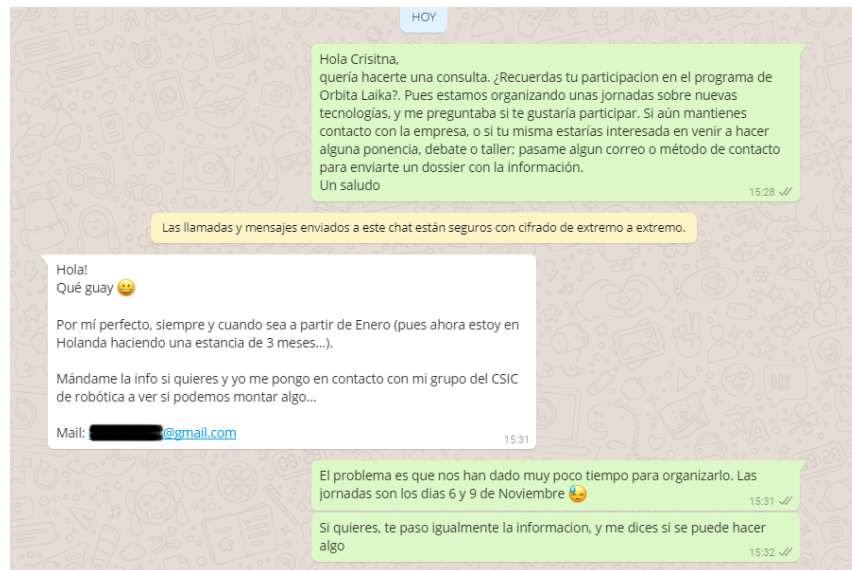 HOY
Hola Crisitna,
quería hacerte una consulta. ¿Recuerdas tu participacion en el programa de
Orbita Laika?. Pues estamos organizando unas jornadas sobre nuevas
tecnologías, y me preguntaba si te gustaría participar. Si aún mantienes
contacto con la empresa, o si tu misma estarías interesada en venir a hacer
alguna ponencia, debate o taller; pasame algun correo o método de contacto
para enviarte un dossier con la información.
Un saludo
15:28
Las llamadas y mensajes enviados a este chat están seguros con cifrado de extremo a extremo.
Hola!
Qué guay 😀
Por mí perfecto, siempre y cuando sea a partir de Enero (pues ahora estoy en
Holanda haciendo una estancia de 3 meses...).
Mándame la info si quieres y yo me pongo en contacto con mi grupo del CSIC
de robótica a ver si podemos montar algo...
Mail: @gmail.com
15:31
El problema es que nos han dado muy poco tiempo para organizarlo. Las
jornadas son los dias 6 y 9 de Noviembre 😓
15:31
Si quieres, te paso igualmente la informacion, y me dices si se puede hacer
algo
15:32